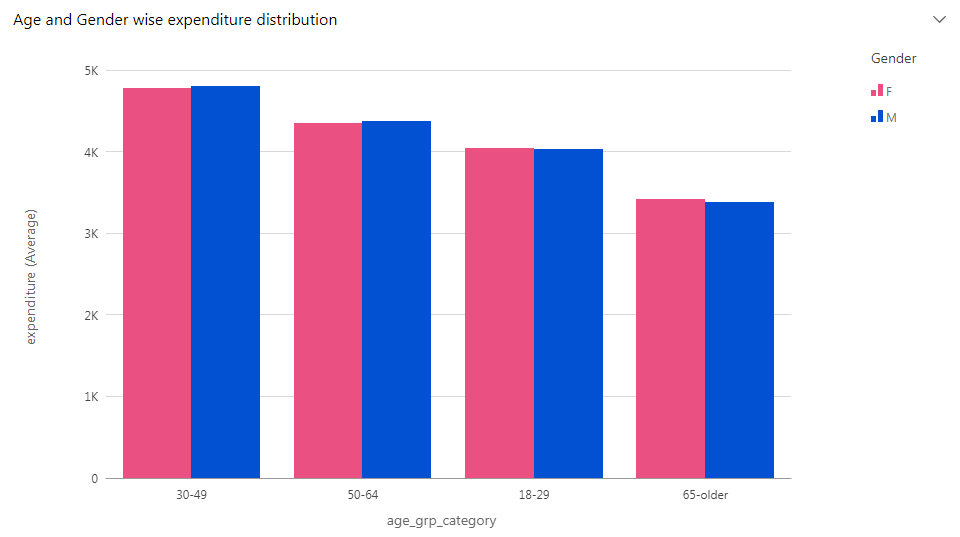 Age and Gender wise expenditure distribution
Gender
F
M
5K
4K
3K
2K
1K
0
expenditure (Average)
30-49
50-64
18-29
65-older
age_grp_category